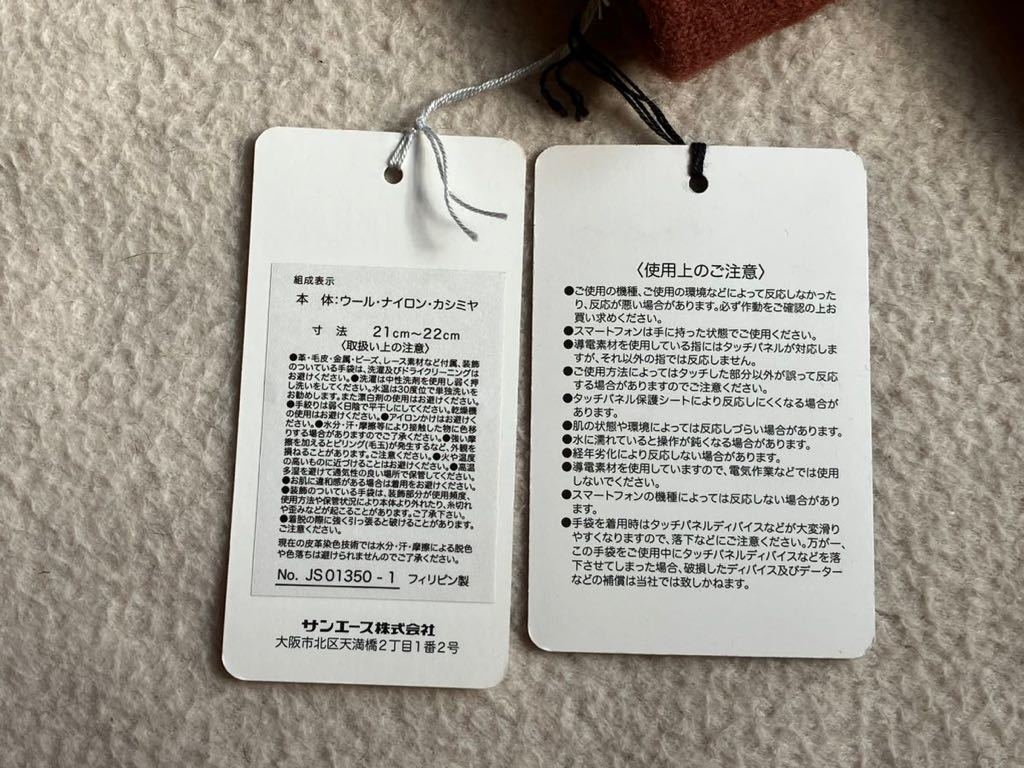 組成表示
本 体:ウール・ナイロン・カシミヤ
寸 法 21cm～22cm
〈取扱い上の注意〉
●革・毛皮・金属・ビーズ、レース素材など付属、装飾
のついている手袋は、洗濯及びドライクリーニングは
お避けください。●洗濯は中性洗剤を使用し弱く押
し洗いをしてください。水温は30度位で単独洗いを
お勧めします。また漂白剤の使用はお避けください。
●手絞りは弱く日陰で平干しにしてください。乾燥機
の使用はお避けください。●アイロンかけはお避けく
ださい。●水分・汗・摩擦等により接触した物に色移
りする場合がありますのでご了承ください。●強い摩
擦を加えるとピリング(毛玉)が発生するなど、外観を
損ねることがあります。ご注意ください。●火や温度
の高いものに近づけることはお避けください。●高温
多湿を避けて通気性の良い場所で保管してください。
●お肌に違和感がある場合は着用をお避けください。
●装飾のついている手袋は、装飾部分が使用頻度、
使用方法や保管状況により本体より外れたり、糸切れ
や歪みなどが起こることがあります。ご了承下さい。
●着脱の際に強く引っ張ると破けることがあります。
ご注意ください。
現在の皮革染色技術では水分・汗・摩擦による脱色
や色落ちは避けられませんのでご了承ください。
No. JS01350-1 フィリピン製
サンエース株式会社
大阪市北区天満橋2丁目1番2号
〈使用上のご注意〉
●ご使用の機種、ご使用の環境などによって反応しなかった
り、反応が悪い場合があります。必ず作動をご確認の上お
買い求めください。
●スマートフォンは手に持った状態でご使用ください。
●導電素材を使用している指にはタッチパネルが対応しま
すが、それ以外の指では反応しません。
●ご使用方法によってはタッチした部分以外が誤って反応
する場合がありますのでご注意ください。
●タッチパネル保護シートにより反応しにくくなる場合が
あります。
●肌の状態や環境によっては反応しづらい場合があります。
●水に濡れていると操作が鈍くなる場合があります。
●経年劣化により反応しない場合があります。
●導電素材を使用していますので、電気作業などでは使用
しないでください。
●スマートフォンの機種によっては反応しない場合があり
ます。
●手袋を着用時はタッチパネルディバイスなどが大変滑り
やすくなりますので、落下などにご注意ください。万が一、
この手袋をご使用中にタッチパネルディバイスなどを落
下させてしまった場合、破損したディバイス及びデーター
などの補償は当社では致しかねます。